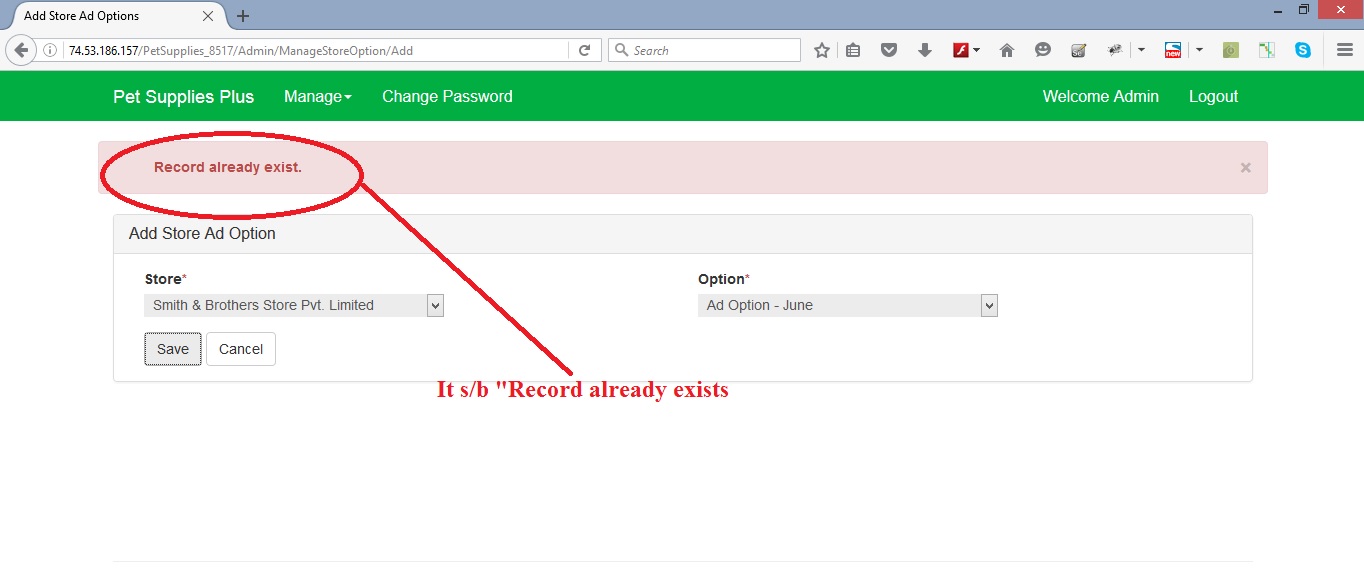 Add Store Ad Options
74.53.186.157/PetSupplies_8517/Admin/ManageStoreOption/Add
Search
new
Pet Supplies Plus Manage Change Password Welcome Admin Logout
Record already exist.
×
Add Store Ad Option
Store* Option*
Smith & Brothers Store Pvt. Limited Ad Option - June
Save Cancel
It s/b "Record already exists